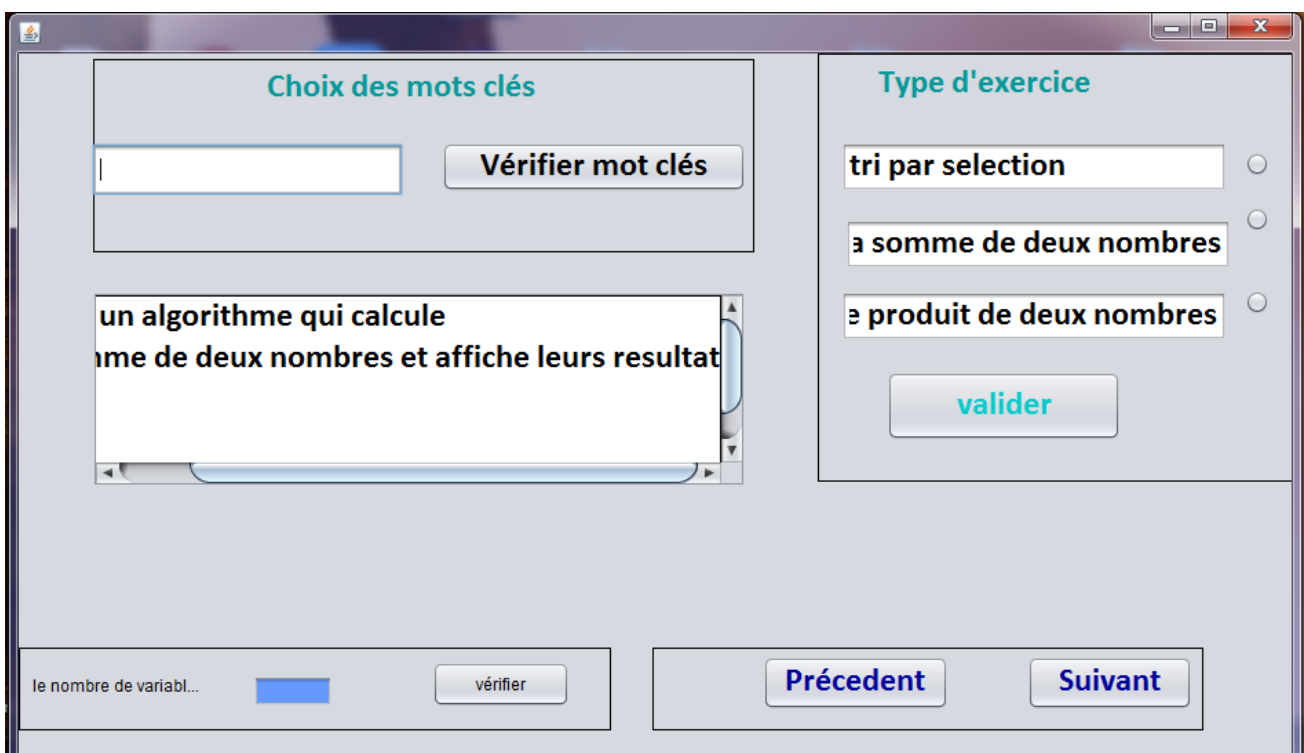 Choix des mots clés
Vérifier mot clés
un algorithme qui calcule
de deux nombres et affiche leurs resultat
Type d'exercice
tri par selection
somme de deux nombres
produit de deux nombres
valider
le nombre de variabl...
vérifier
Précedent
Suivant